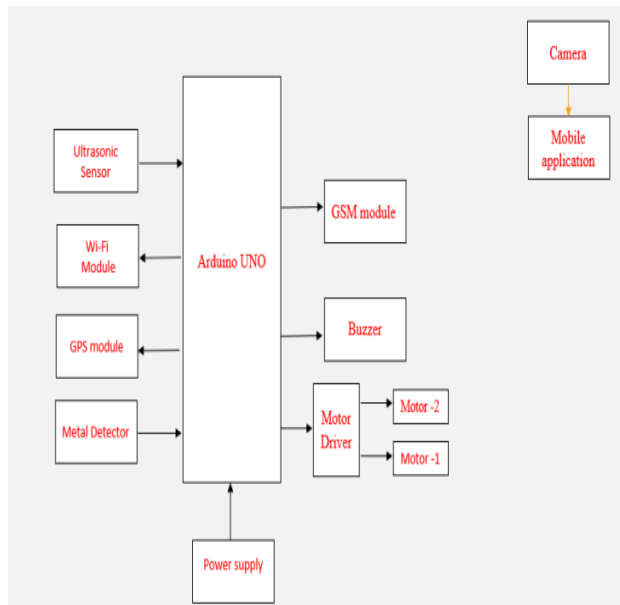 Camera
Mobile
application
Ultrasonic
Sensor
Wi-Fi
Module
GPS module
Metal Detector
Arduino UNO
GSM module
Buzzer
Motor
Driver
Motor -2
Motor -1
Power supply